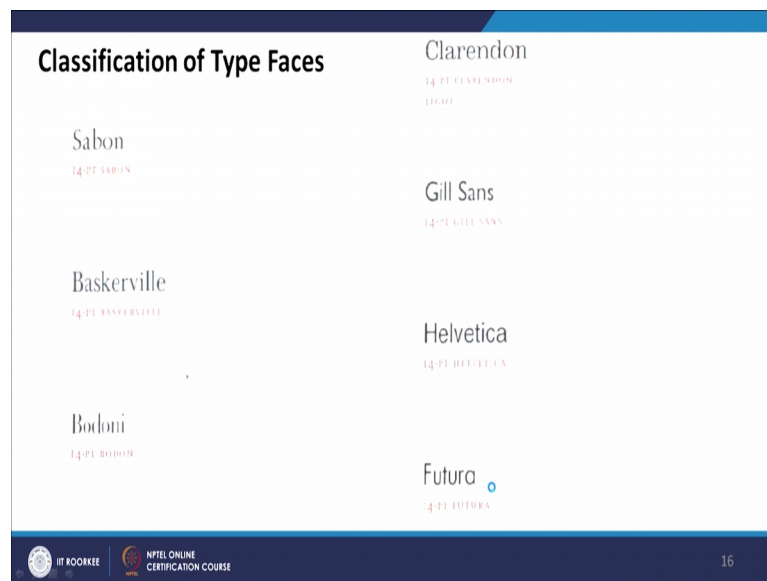 Classification of Type Faces
Sabon
14-PT SABON
Baskerville
14-PT BASKERVILLE
Bodoni
14-PT BODONI
Clarendon
14-PT CLARENDON
LIGHT
Gill Sans
14-PT GILL SANS
Helvetica
14-PT HELVETICA
Futura
14-PT FUTURA
IIT ROORKEE
NPTEL ONLINE
CERTIFICATION COURSE
16